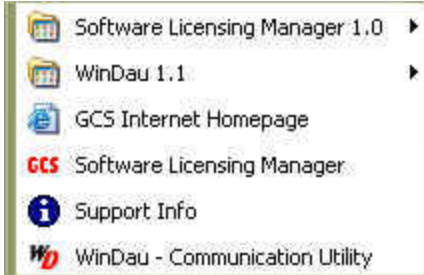 Software Licensing Manager 1.0
WinDau 1.1
GCS Internet Homepage
GCS Software Licensing Manager
i Support Info
WD WinDau - Communication Utility